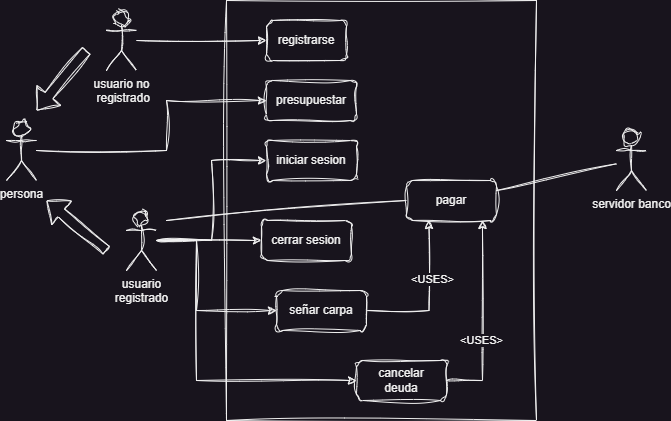 registrarse
usuario no
registrado
presupuestar
iniciar sesion
persona
pagar
servidor banco
cerrar sesion
usuario
registrado
<USES>
señar carpa
<USES>
cancelar
deuda